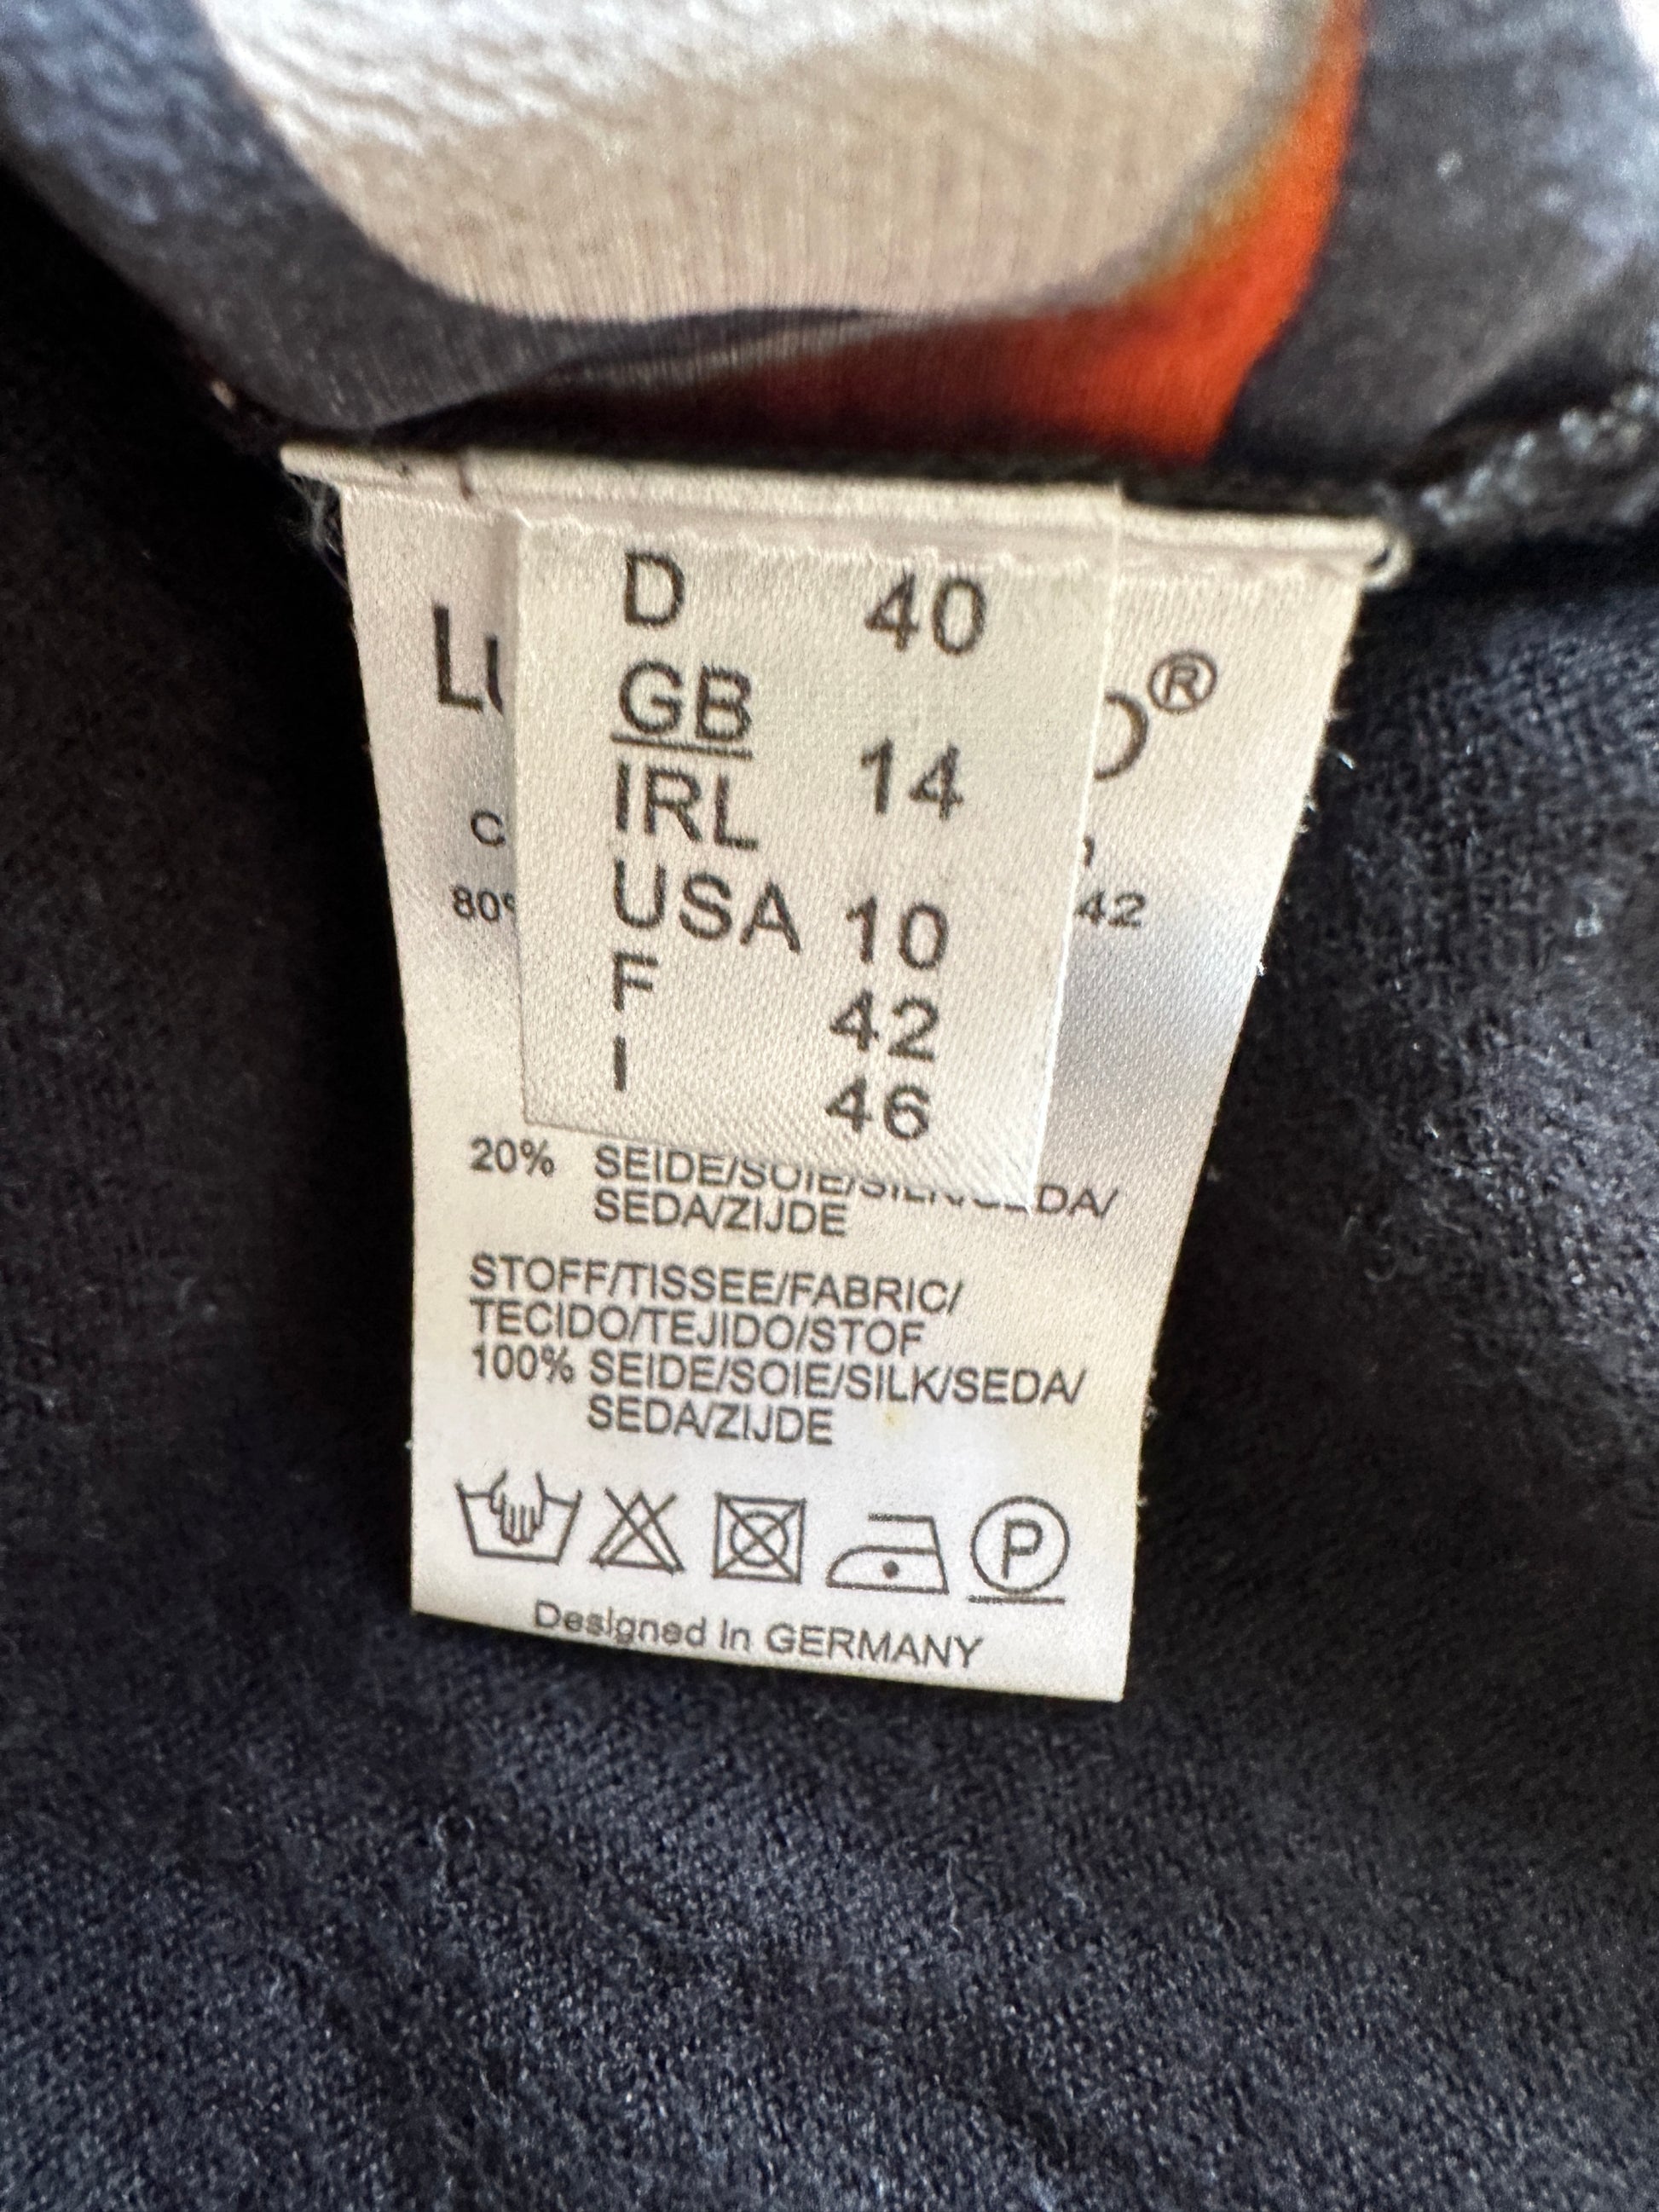 D 40
GB
IRL 14
USA 10
F 42
I 46
®
42
20% SEIDE/SOIE/SILK/SEDA/
SEDA/ZIJDE
STOFF/TISSEE/FABRIC/
TECIDO/TEJIDO/STOF
100% SEIDE/SOIE/SILK/SEDA/
SEDA/ZIJDE
P
Designed in GERMANY